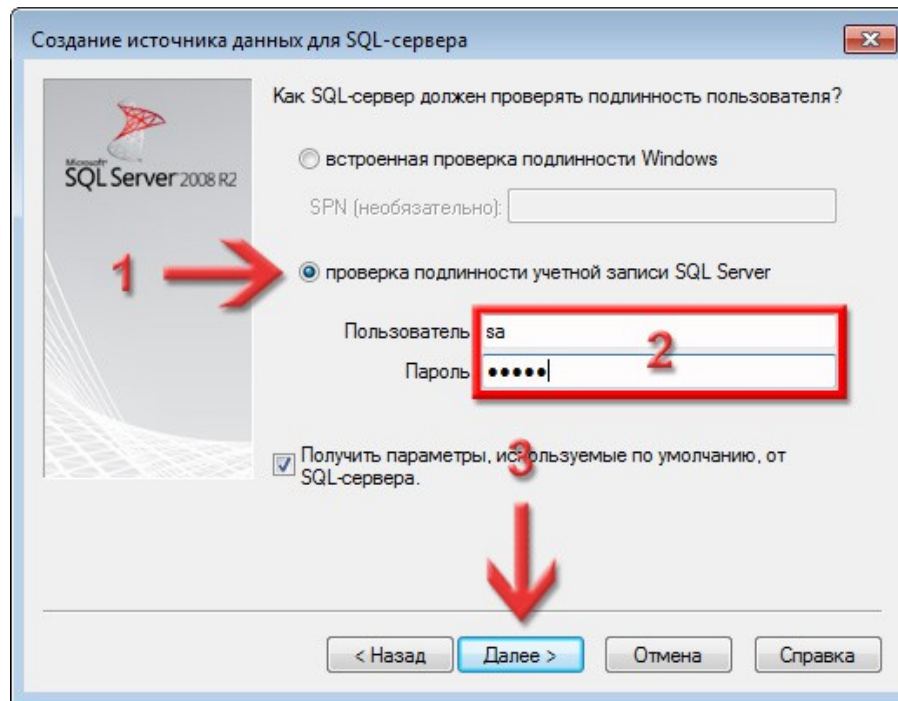 Создание источника данных для SQL-сервера
Как SQL-сервер должен проверять подлинность пользователя?
Microsoft
SQL Server 2008 R2
встроенная проверка подлинности Windows
SPN (необязательно):
1
проверка подлинности учетной записи SQL Server
Пользователь sa
2
Пароль •••••
3
Получить параметры, используемые по умолчанию, от
SQL-сервера.
< Назад Далее > Отмена Справка